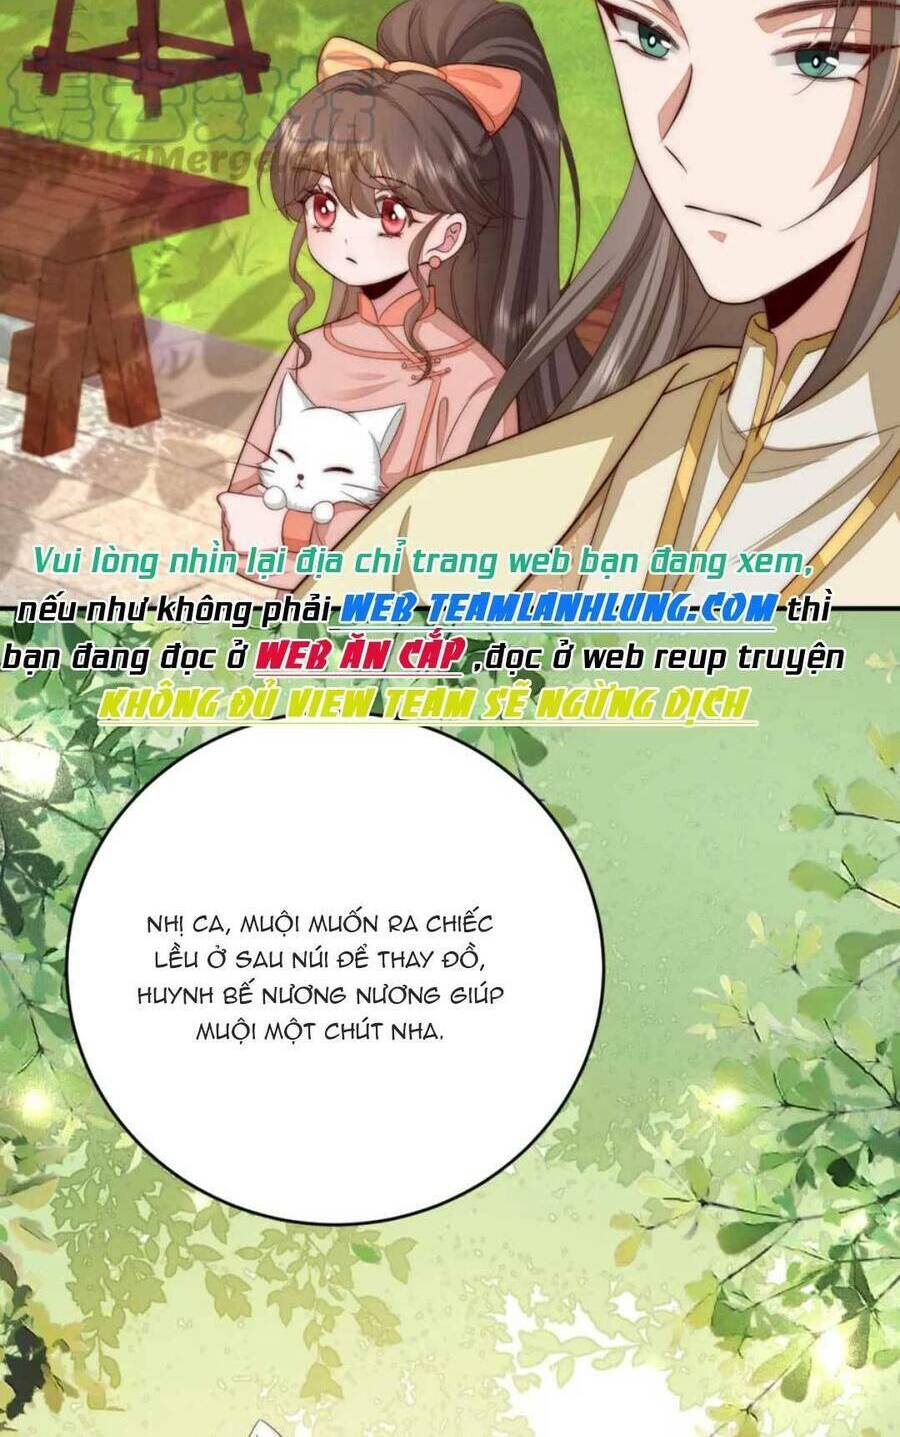 Vui lòng nhìn lại địa chỉ trang web bạn đang xem,
nếu như không phải WEB TEAMLANHLUNG.COM thì
bạn đang đọc ở WEB ĂN CẮP ,đọc ở web reup truyện
KHÔNG ĐỦ VIEW TEAM SẼ NGỪNG DỊCH
NHỊ CA, MUỘI MUỐN RA CHIẾC
LỀU Ở SAU NÚI ĐỂ THAY ĐỒ,
HUYNH BẾ NƯƠNG NƯƠNG GIÚP
MUỘI MỘT CHÚT NHA.